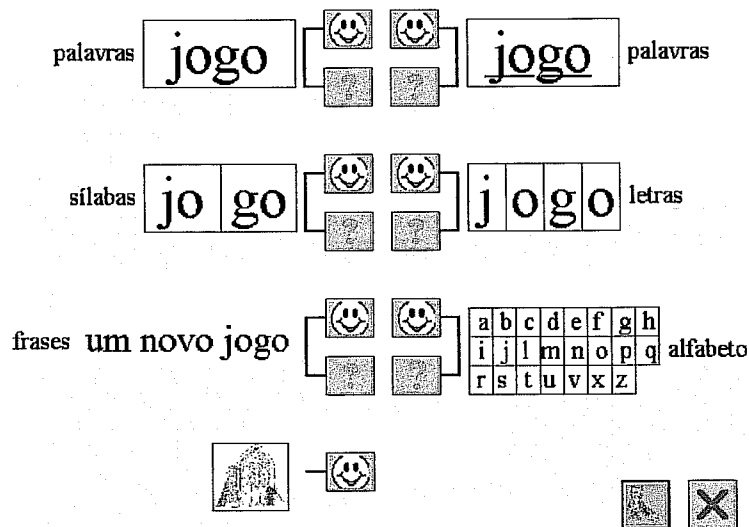 palavras jogo ? ? jogo palavras
sílabas jo go ? ? j o g o letras
frases um novo jogo ? ? alfabeto
a b c d e f g h
i j l m n o p q
r s t u v x z